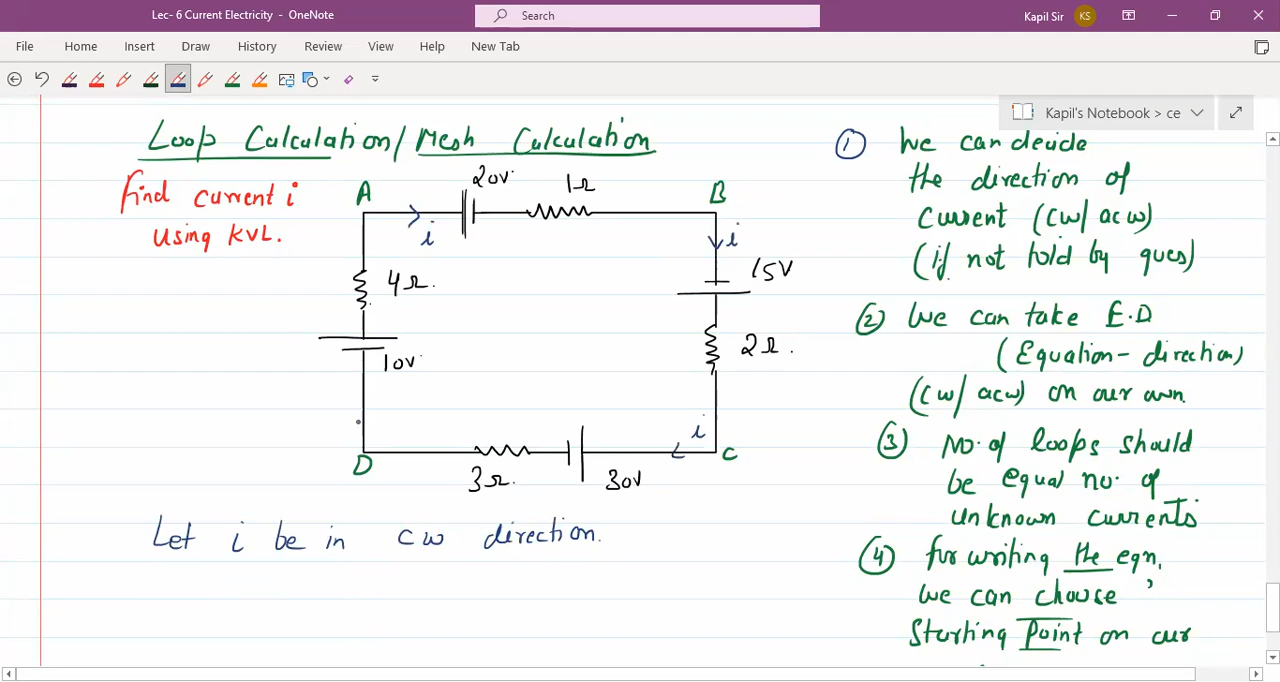 Lec- 6 Current Electricity - OneNote
Search
Kapil Sir KS
File Home Insert Draw History Review View Help New Tab
Kapil's Notebook > ce
Loop Calculation/Mesh Calculation
find current i
using KVL.
A
20v
1Ω
B
i
i
4Ω.
15V
10v
2Ω.
i
D
3Ω.
30v
C
Let i be in cw direction.
① We can decide
the direction of
current (cw/acw)
(if not told by ques)
② We can take E.D
(Equation-direction)
(cw/acw) on our own.
③ No. of loops should
be equal no. of
unknown currents
④ for writing the eqn,
we can choose
starting point on our